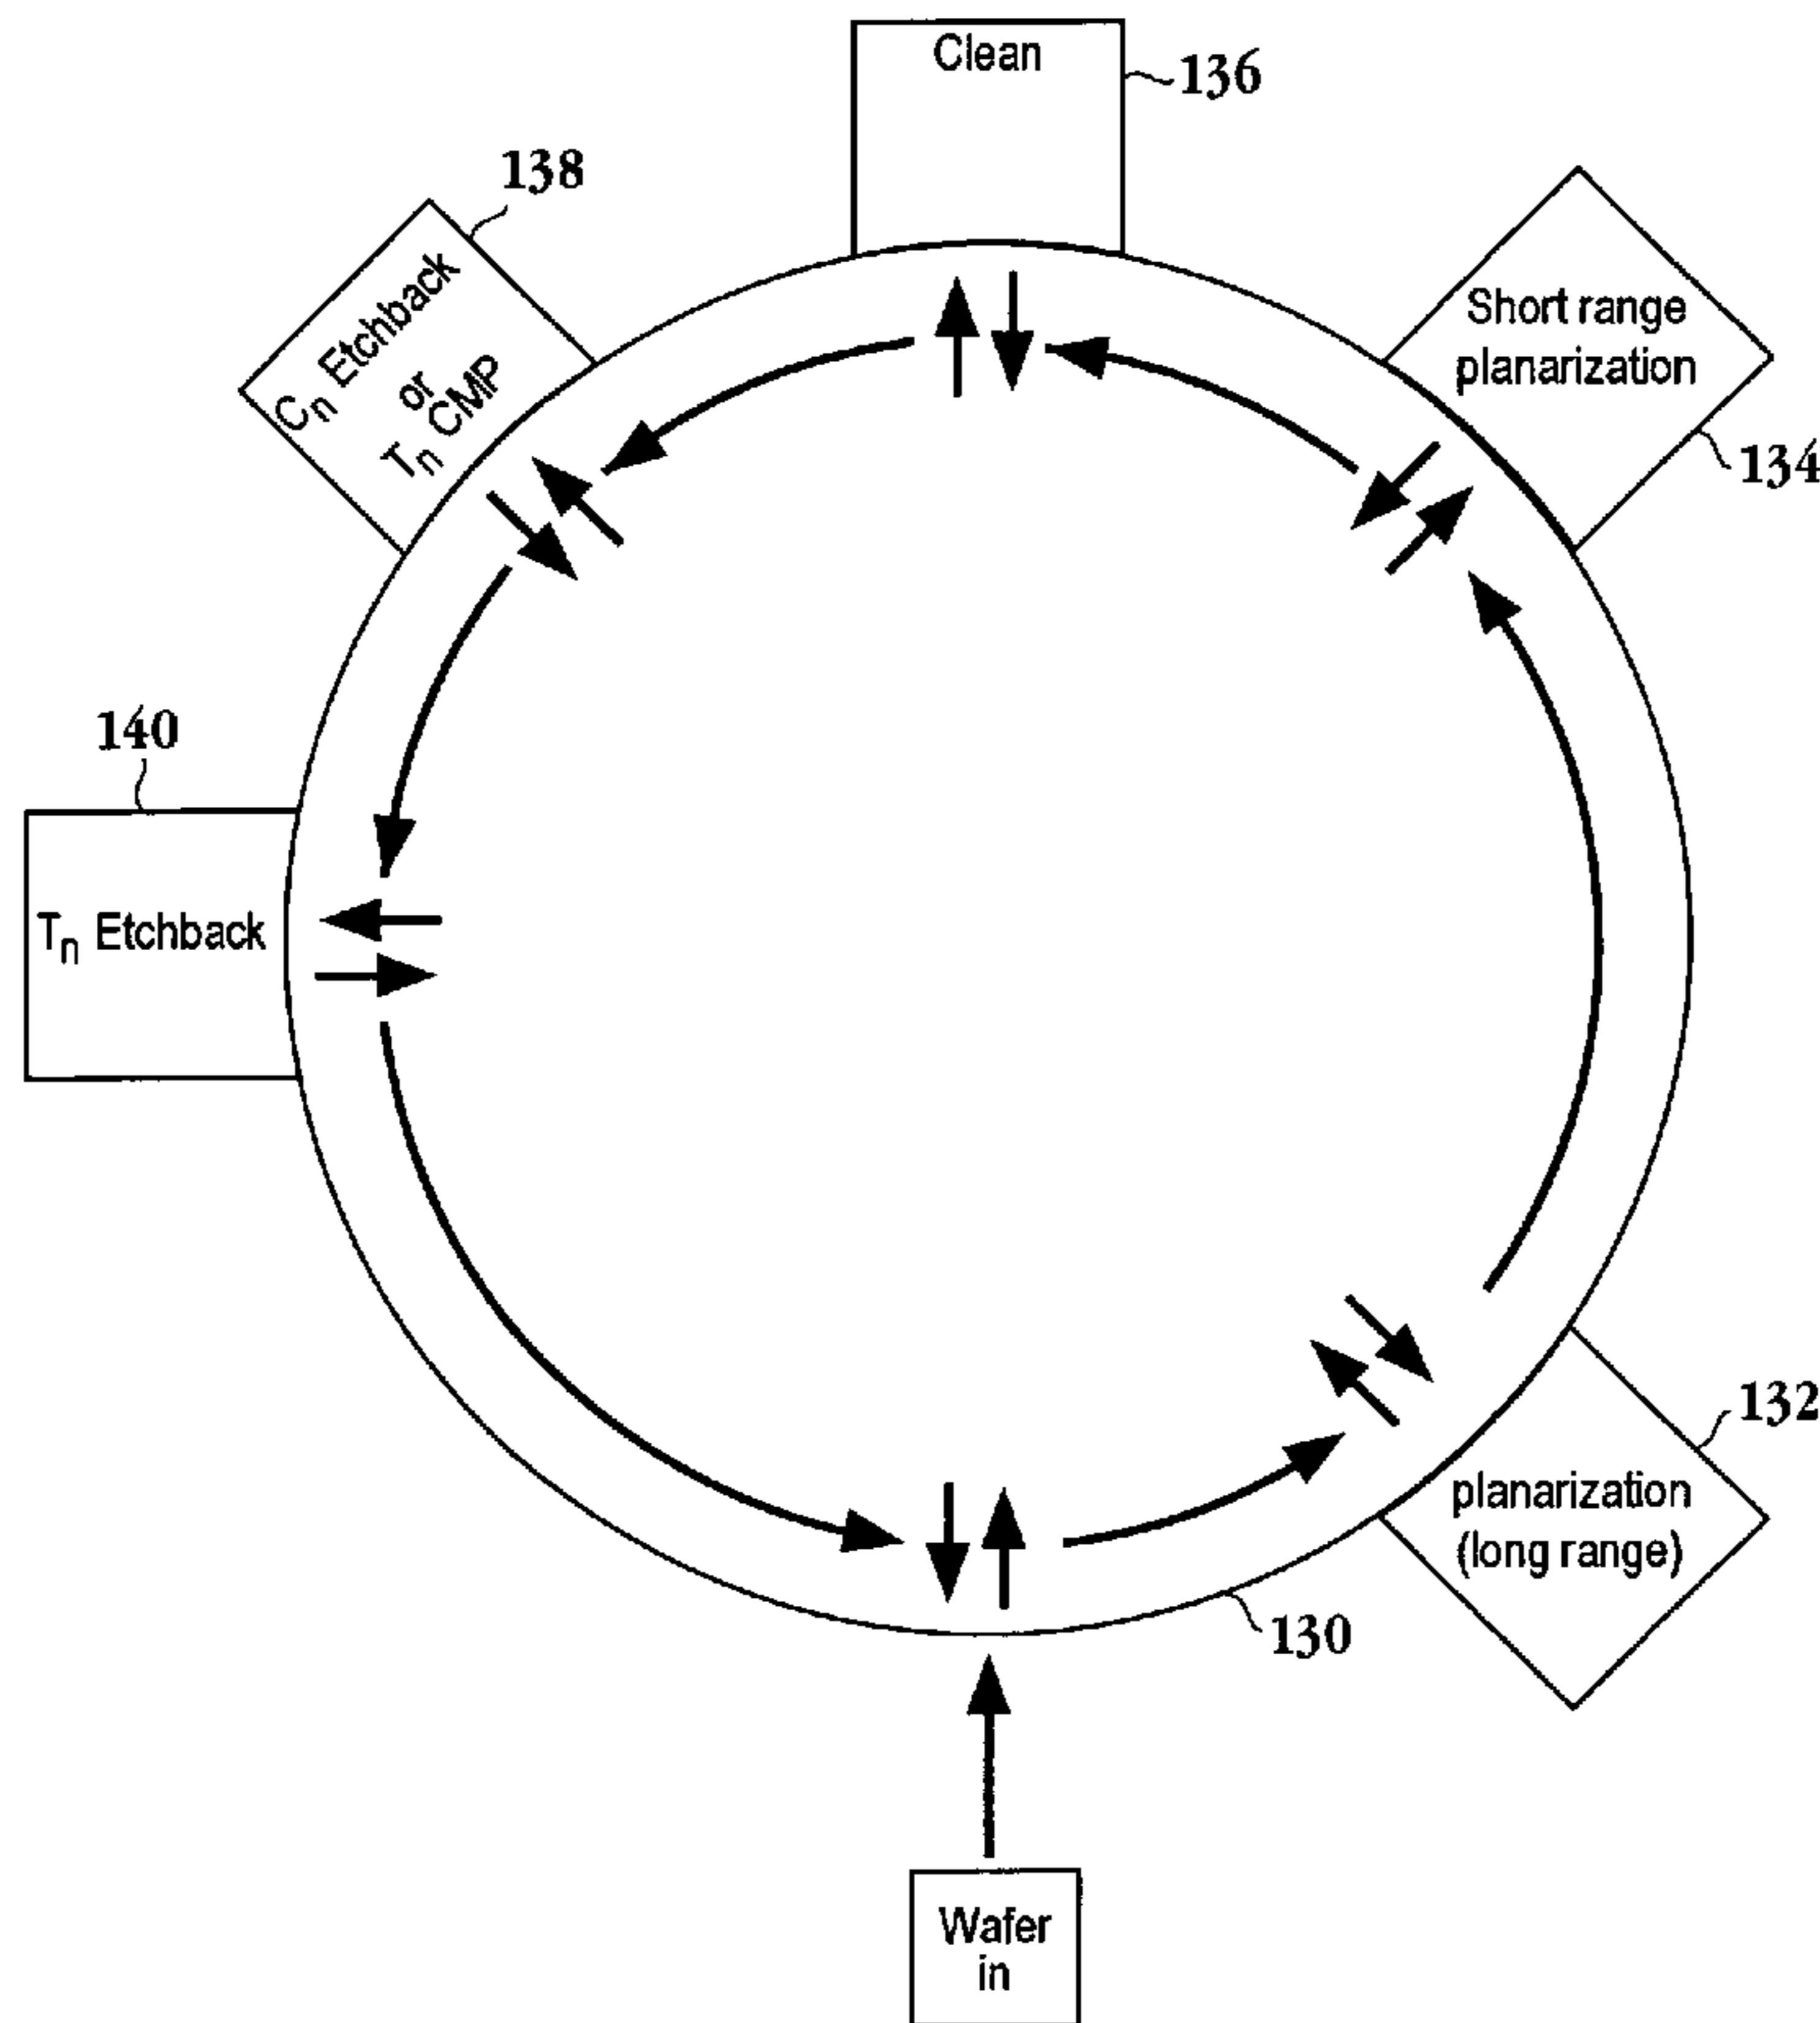 Clean
136
138
Cn Etchback
or
Tn CMP
Short range
planarization
134
140
Tn Etchback
132
planarization
(long range)
130
Wafer
in